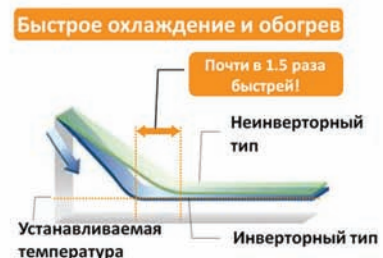 Быстрое охлаждение и обогрев
Почти в 1.5 раза
быстрей!
Неинверторный
тип
Устанавливаемая
температура
Инверторный тип